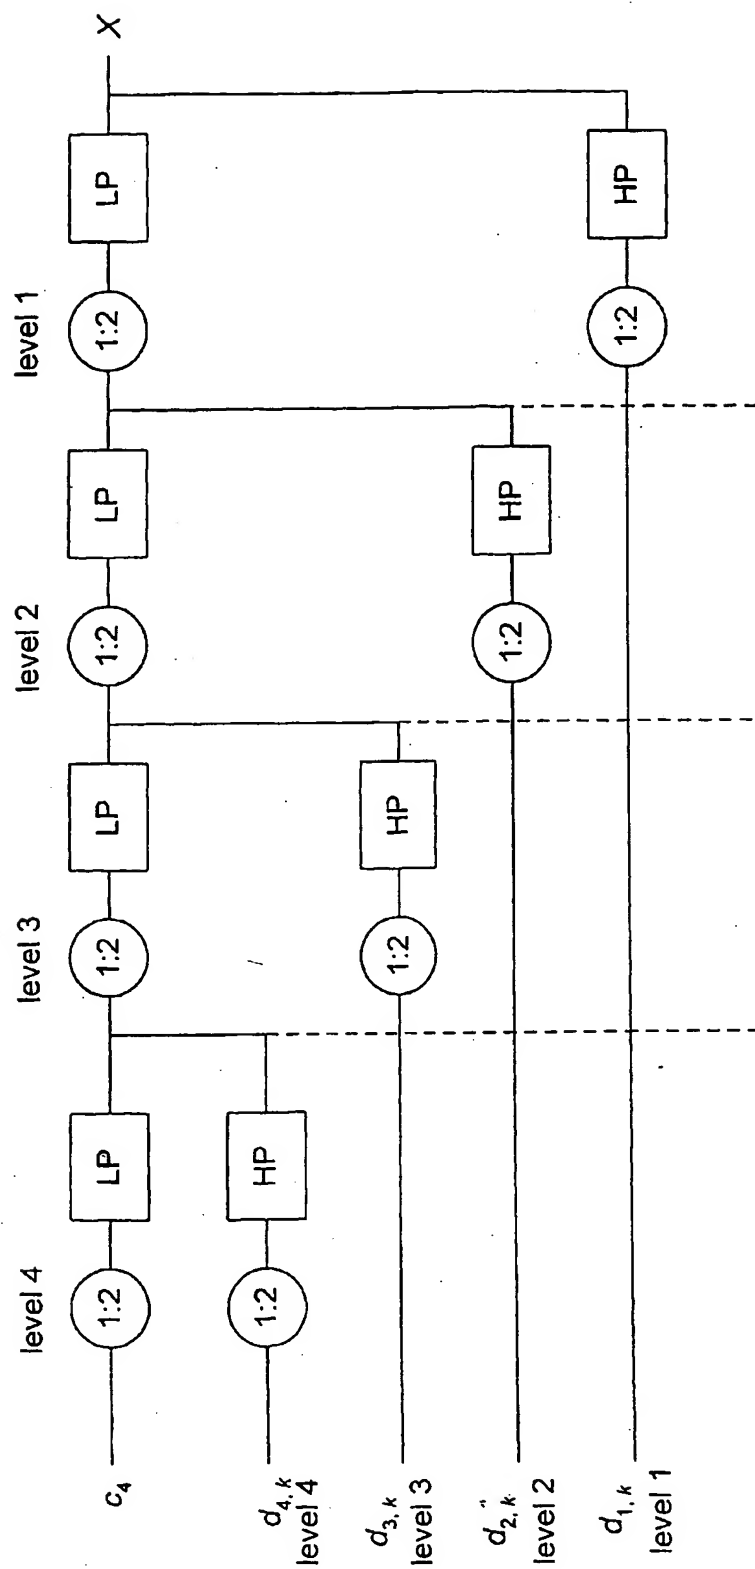 level 4
level 3
level 2
level 1
c₄
1:2
LP
1:2
LP
1:2
LP
1:2
LP
X
d₄,ₖ
level 4
1:2
HP
d₃,ₖ
level 3
1:2
HP
d₂,ₖ
level 2
1:2
HP
d₁,ₖ
level 1
1:2
HP